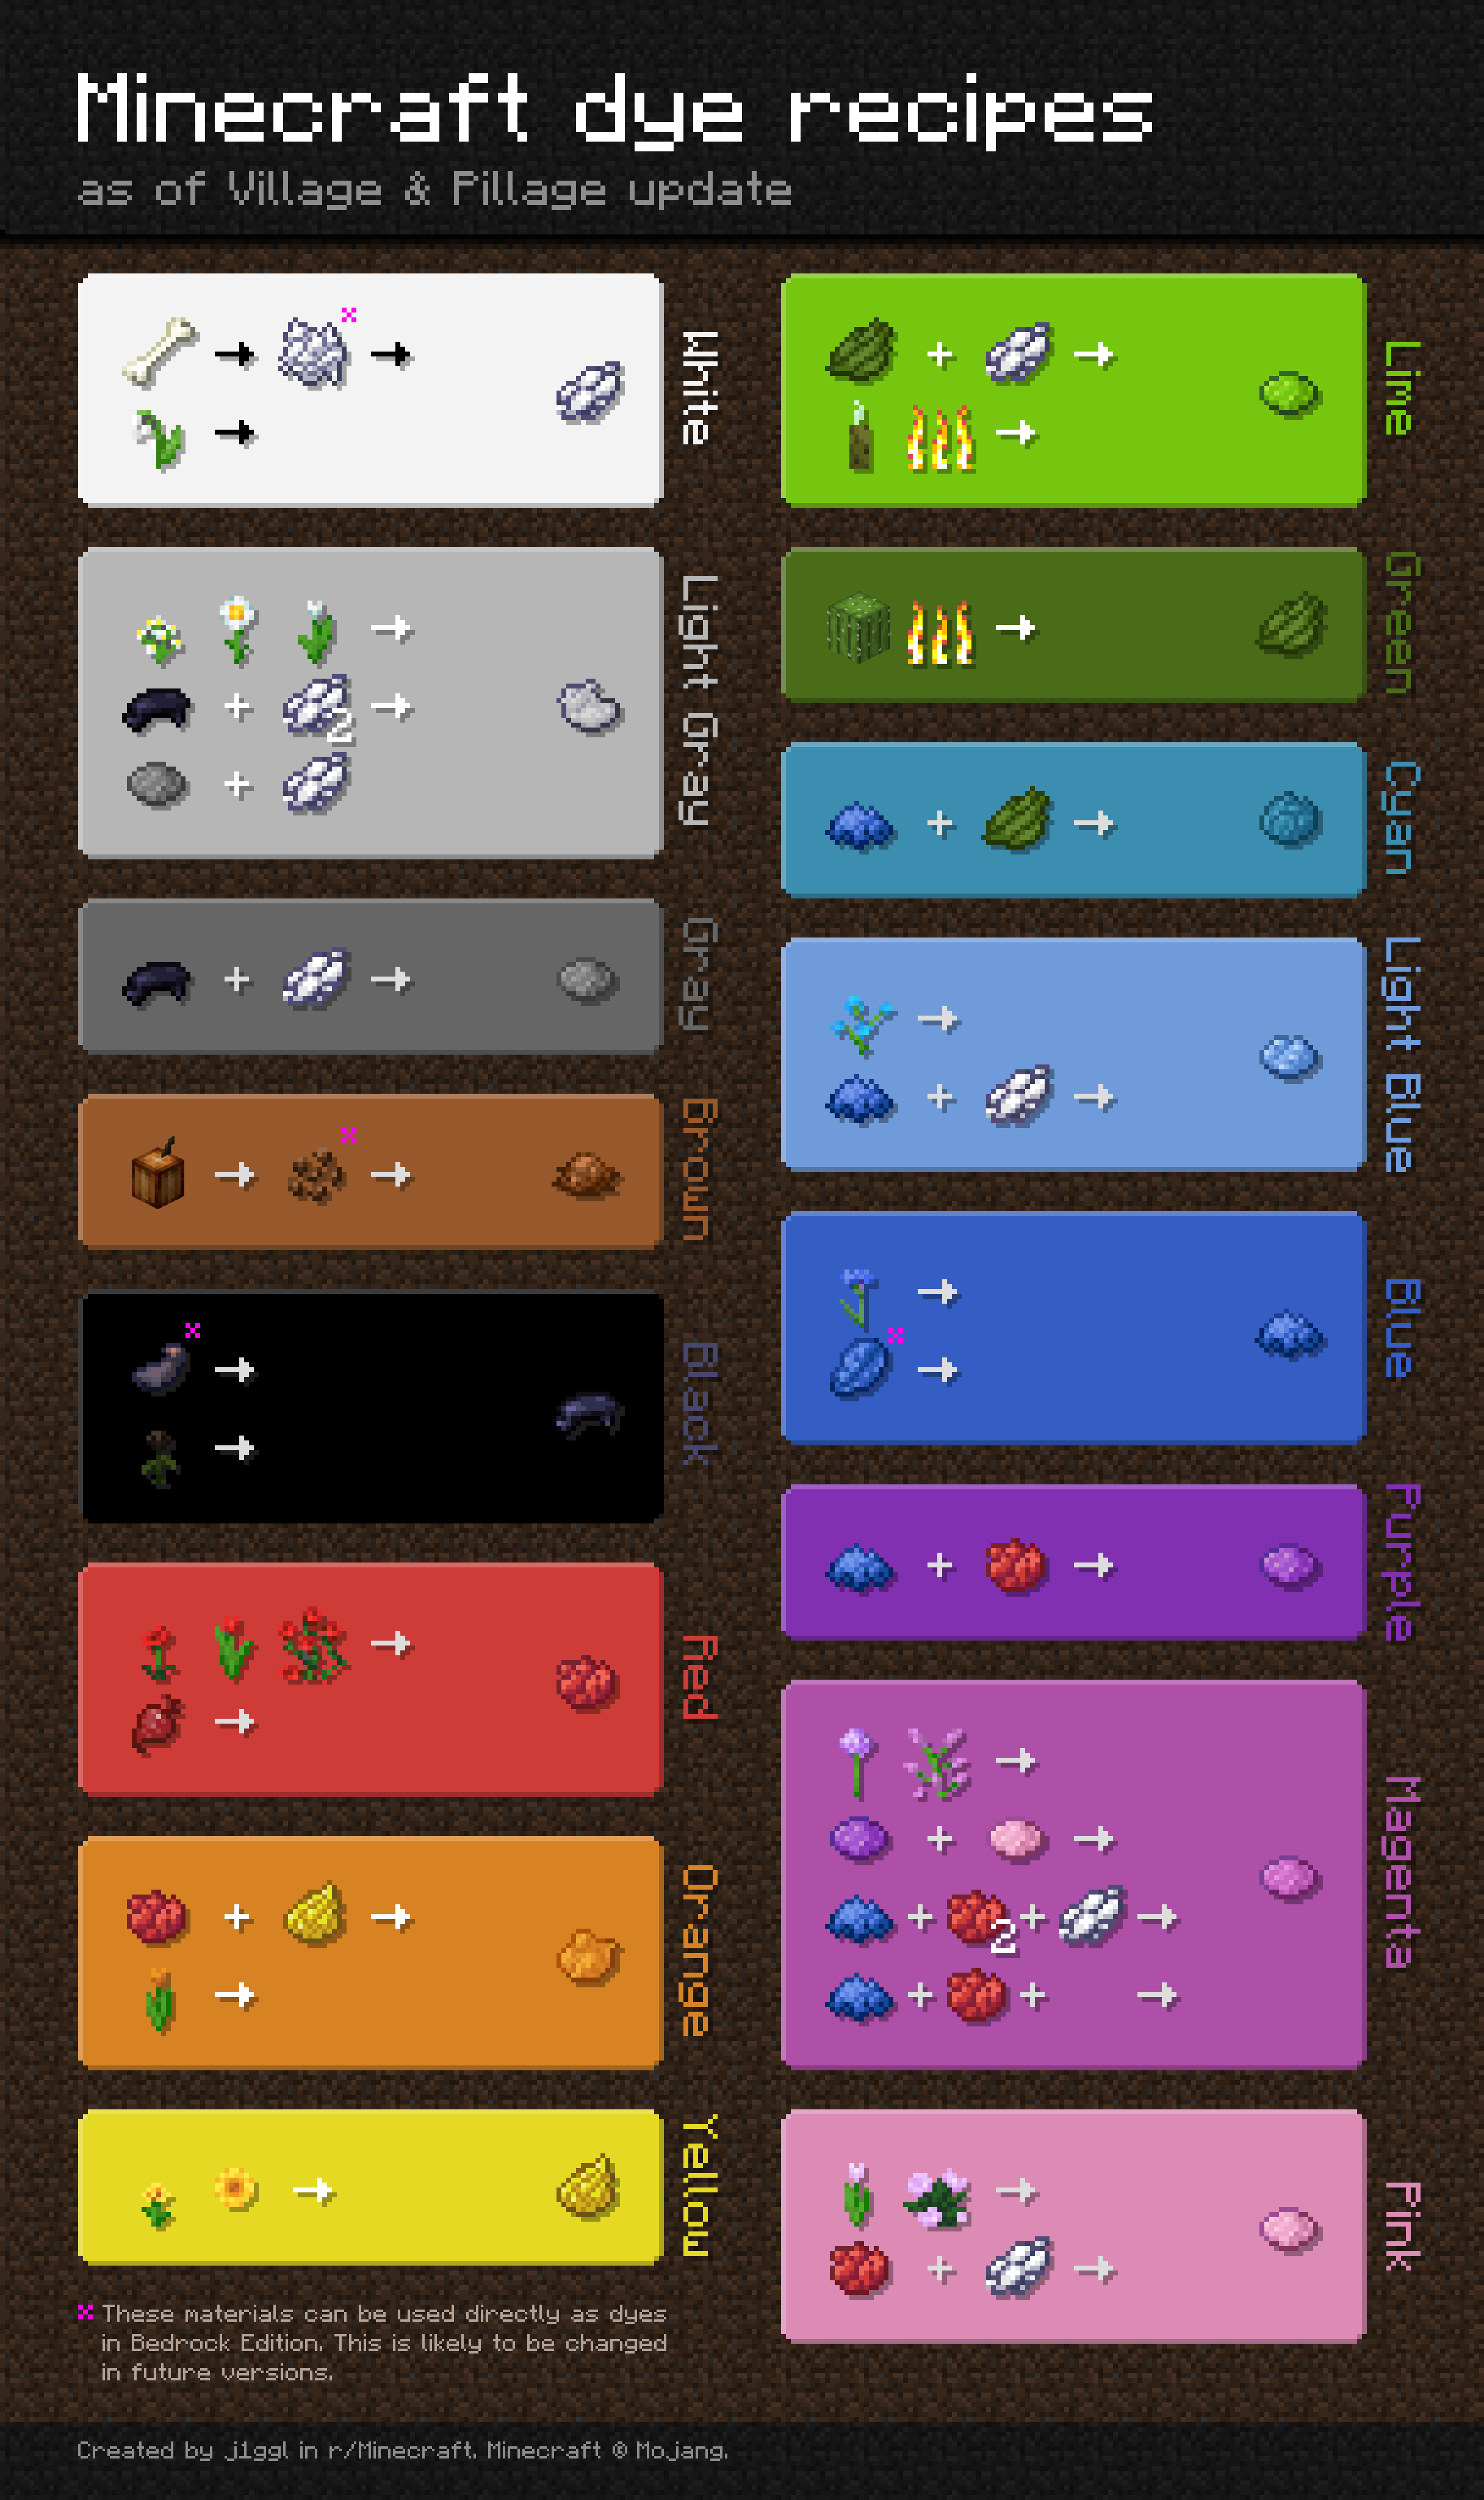 Minecraft dye recipes
as of Village & Pillage update
White
Lime
Light Gray
Green
Cyan
Gray
Light Blue
Brown
Blue
Black
Purple
Red
Magenta
Orange
Yellow
Pink
2
2
x These materials can be used directly as dyes
in Bedrock Edition. This is likely to be changed
in future versions.
Created by j1ggl in r/Minecraft. Minecraft © Mojang.